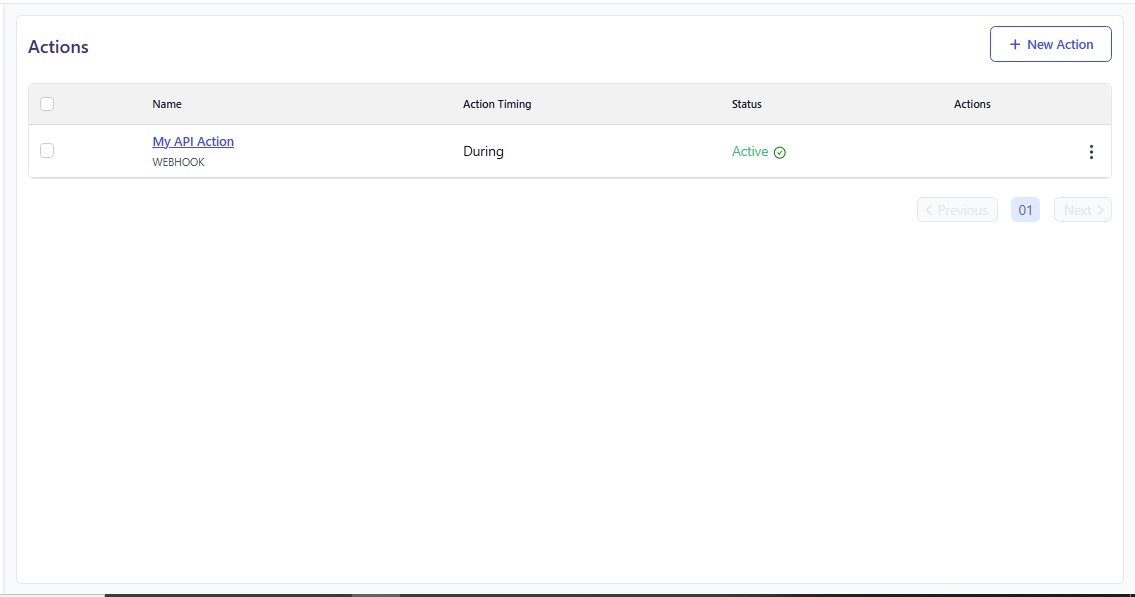 Actions
+ New Action
Name Action Timing Status Actions
My API Action During Active
WEBHOOK
< Previous 01 Next >